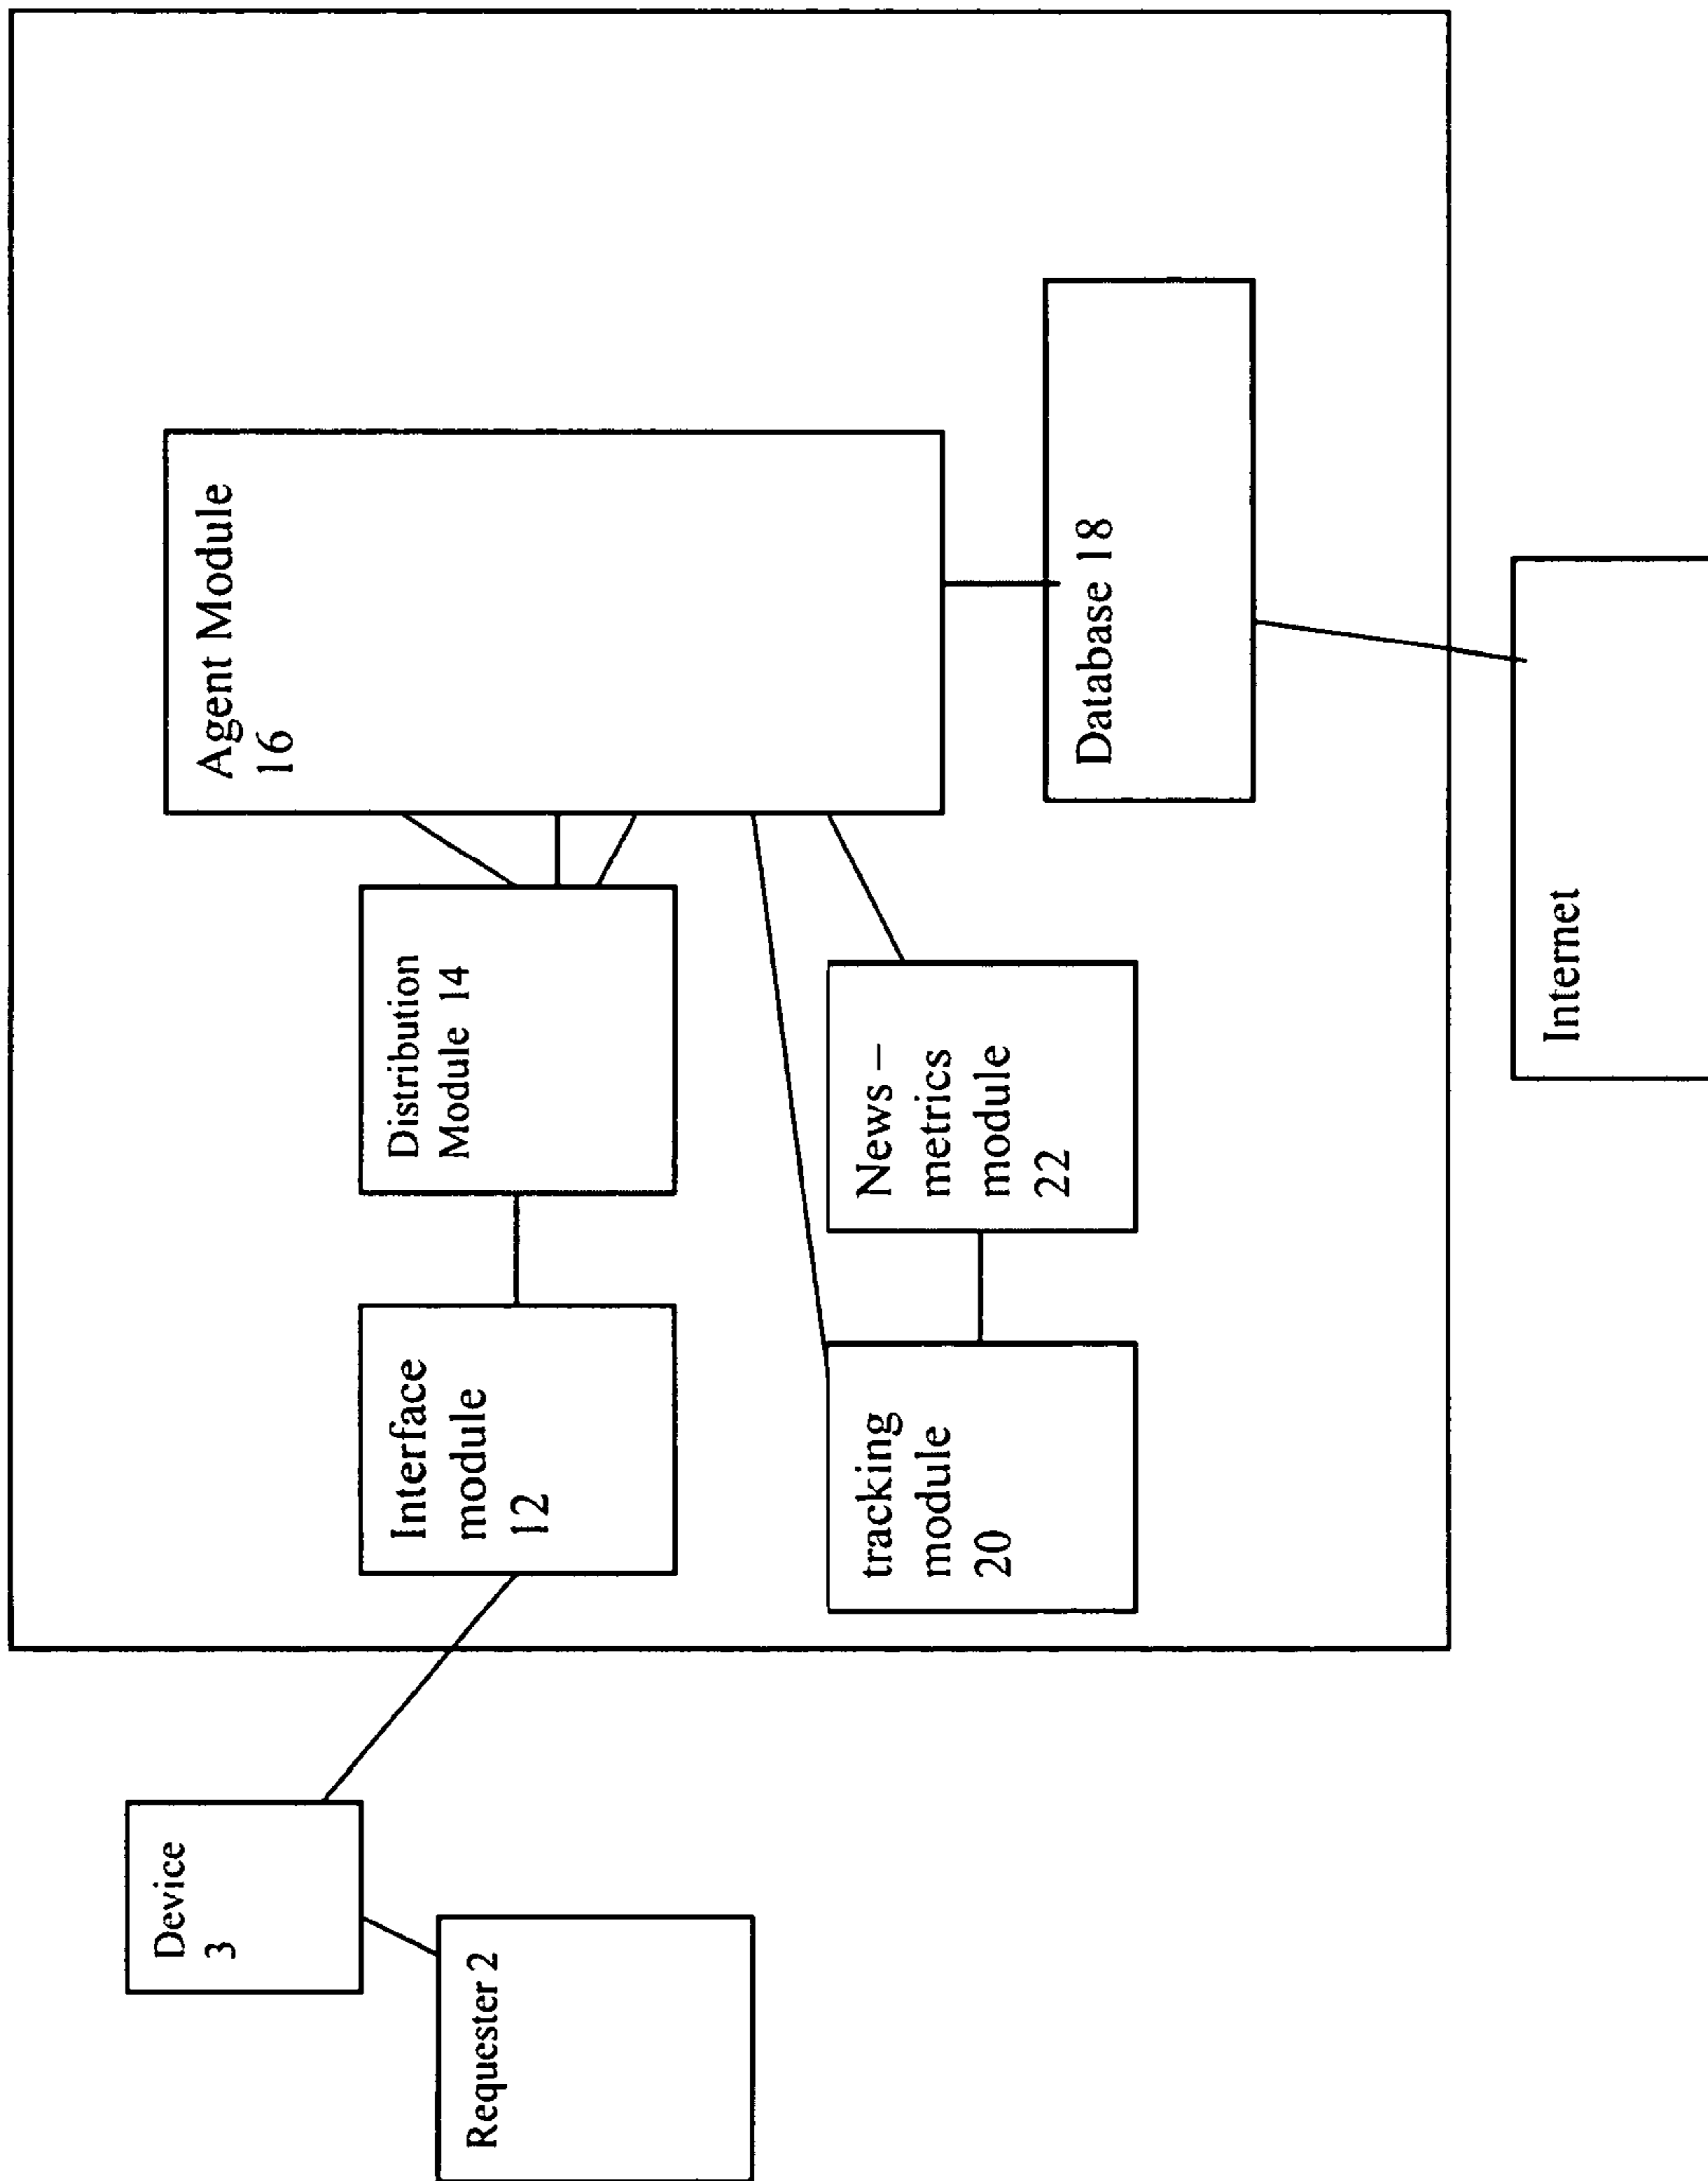 Requester 2
Device
3
Interface
module
12
Distribution
Module 14
Agent Module
16
tracking
module
20
News –
metrics
module
22
Database 18
Internet